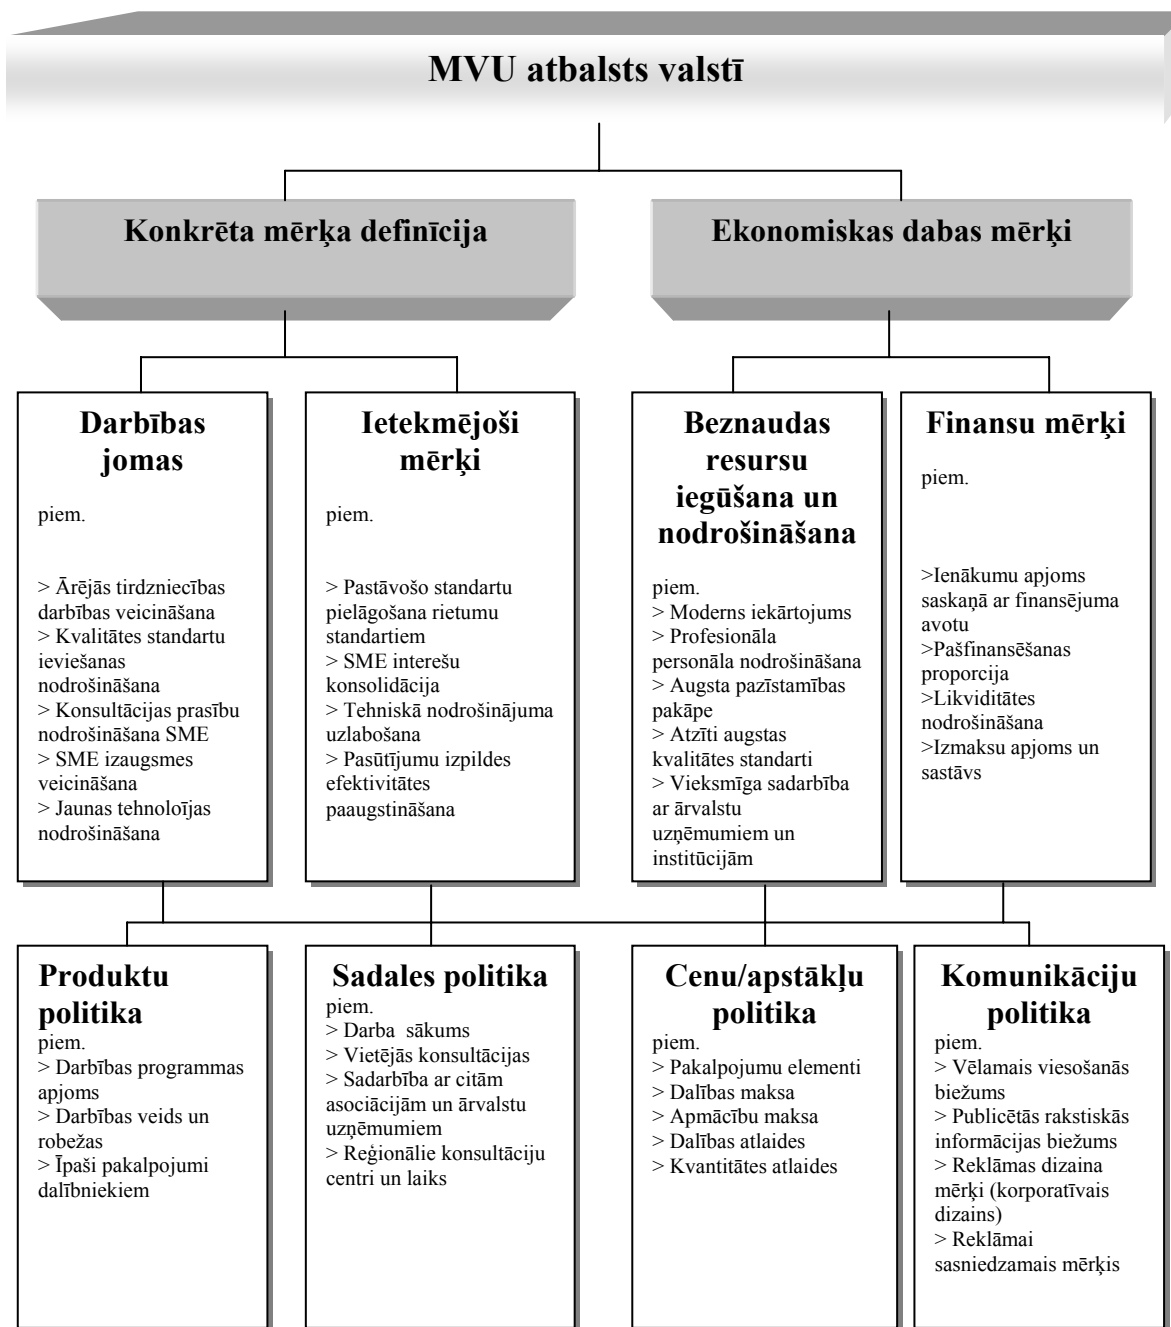 MVU atbalsts valstī
Konkrēta mērķa definīcija
Ekonomiskas dabas mērķi
Darbības
jomas
piem.
> Ārējās tirdzniecības
darbības veicināšana
> Kvalitātes standartu
ieviešanas
nodrošināšana
> Konsultācijas prasību
nodrošināšana SME
> SME izaugsmes
veicināšana
> Jaunas tehnoloījas
nodrošināšana
Ietekmējoši
mērķi
piem.
> Pastāvošo standartu
pielāgošana rietumu
standartiem
> SME interešu
konsolidācija
> Tehniskā nodrošinājuma
uzlabošana
> Pasūtījumu izpildes
efektivitātes
paaugstināšana
Beznaudas
resursu
iegūšana un
nodrošināšana
piem.
> Moderns iekārtojums
> Profesionāla
personāla nodrošināšana
> Augsta pazīstamības
pakāpe
> Atzīti augstas
kvalitātes standarti
> Vieksmīga sadarbība
ar ārvalstu
uzņēmumiem un
institūcijām
Finansu mērķi
piem.
>Ienākumu apjoms
saskaņā ar finansējuma
avotu
>Pašfinansēšanas
proporcija
>Likviditātes
nodrošināšana
>Izmaksu apjoms un
sastāvs
Produktu
politika
piem.
> Darbības programmas
apjoms
> Darbības veids un
robežas
> Īpaši pakalpojumi
dalībniekiem
Sadales politika
piem.
> Darba sākums
> Vietējās konsultācijas
> Sadarbība ar citām
asociācijām un ārvalstu
uzņēmumiem
> Reģionālie konsultāciju
centri un laiks
Cenu/apstākļu
politika
piem.
> Pakalpojumu elementi
> Dalības maksa
> Apmācību maksa
> Dalības atlaides
> Kvantitātes atlaides
Komunikāciju
politika
piem.
> Vēlamais viesošanās
biežums
> Publicētās rakstiskās
informācijas biežums
> Reklāmas dizaina
mērķi (korporatīvais
dizains)
> Reklāmai
sasniedzamais mērķis